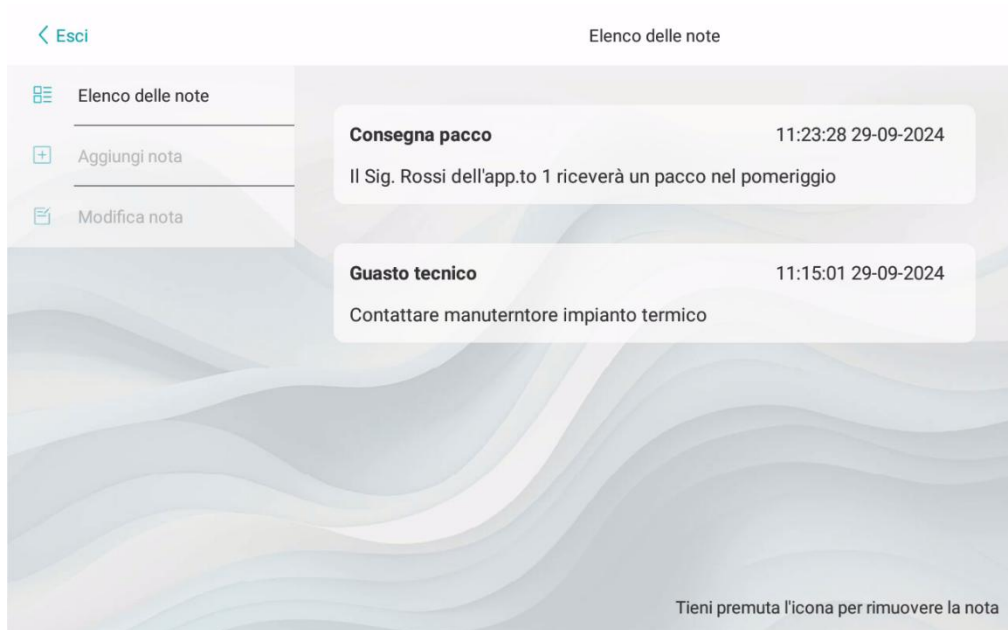 Esci
Elenco delle note
Elenco delle note
Aggiungi nota
Modifica nota
Consegna pacco 11:23:28 29-09-2024
Il Sig. Rossi dell'app.to 1 riceverà un pacco nel pomeriggio
Guasto tecnico 11:15:01 29-09-2024
Contattare manuterntore impianto termico
Tieni premuta l'icona per rimuovere la nota